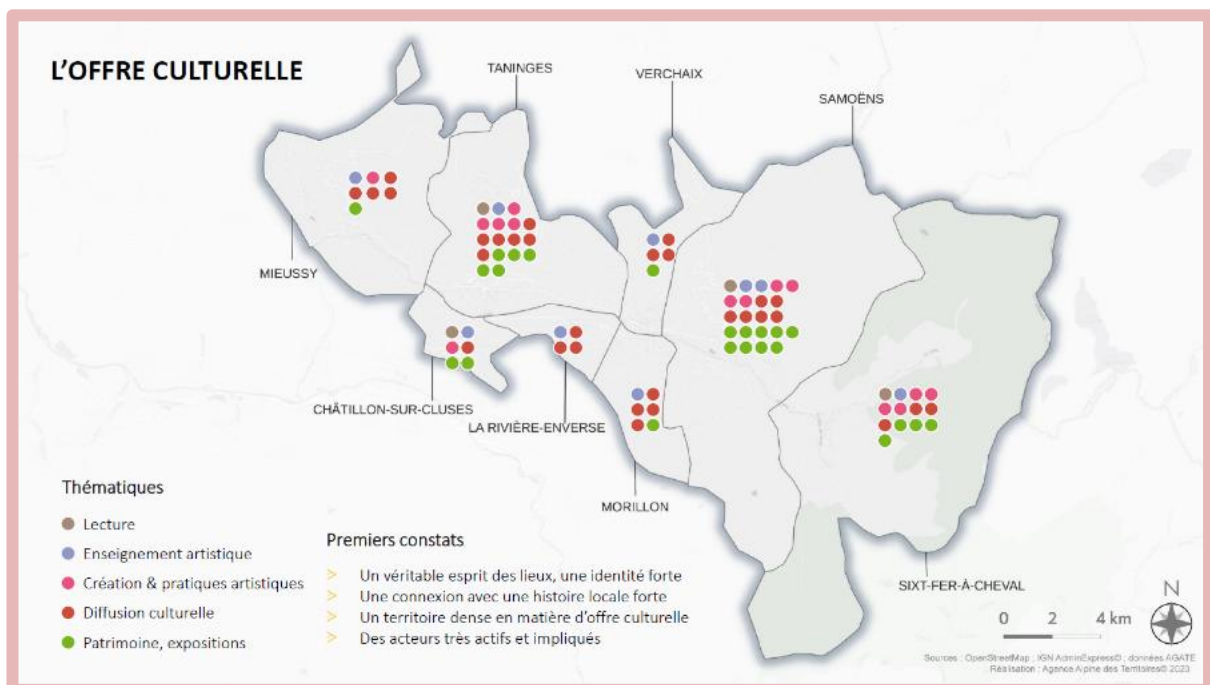 L'OFFRE CULTURELLE
TANINGES
VERCHAIX
SAMOËNS
MIEUSSY
CHÂTILLON-SUR-CLUSES
LA RIVIÈRE-ENVERSE
MORILLON
SIXT-FER-À-CHEVAL
Thématiques
Lecture
Enseignement artistique
Création & pratiques artistiques
Diffusion culturelle
Patrimoine, expositions
Premiers constats
> Un véritable esprit des lieux, une identité forte
> Une connexion avec une histoire locale forte
> Un territoire dense en matière d'offre culturelle
> Des acteurs très actifs et impliqués
N
0 2 4 km
Sources : OpenStreetMap ; IGN AdminExpress© ; données AGATE
Réalisation : Agence Alpine des Territoires© 2023